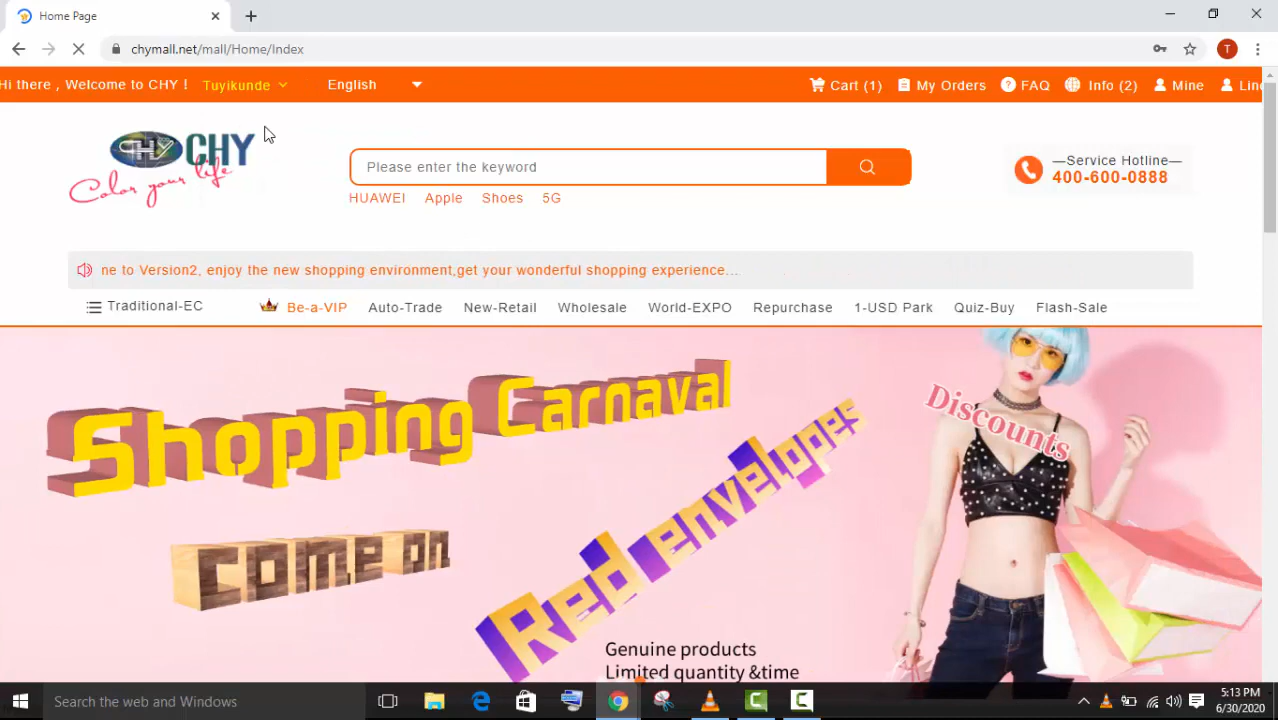 Home Page
chymall.net/mall/Home/Index
T
Hi there , Welcome to CHY ! Tuyikunde English Cart (1) My Orders FAQ Info (2) Mine
CHY CHY
Color your life
Please enter the keyword
HUAWEI Apple Shoes 5G
—Service Hotline—
400-600-0888
ne to Version2, enjoy the new shopping environment,get your wonderful shopping experience...
Traditional-EC Be-a-VIP Auto-Trade New-Retail Wholesale World-EXPO Repurchase 1-USD Park Quiz-Buy Flash-Sale
Shopping Carnaval
Discounts
come on
Red envelopes
Genuine products
Limited quantity &time
Search the web and Windows
5:13 PM
6/30/2020